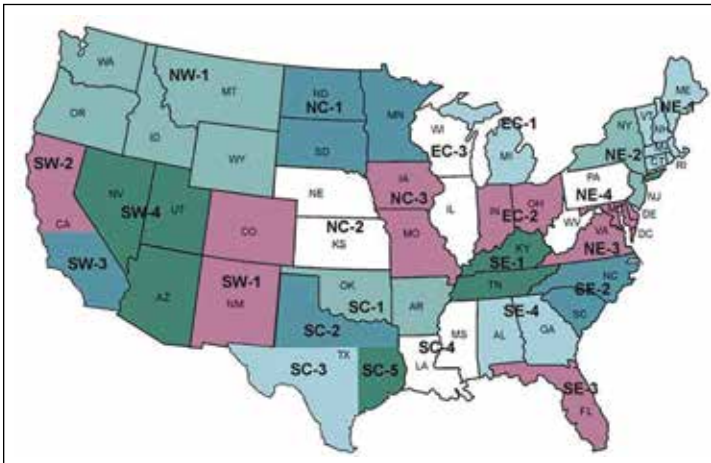 WA
NW-1
MT
ND
NC-1
MN
ME
NE-1
VT
NH
OR
ID
WI
EC-1
EC-3
MI
NY
NE-2
MA
CT
RI
SD
WY
SW-2
NV
UT
SW-4
NE
IA
NC-3
PA
NE-4
NJ
IL
IN
OH
EC-2
WV
DE
DC
CA
CO
NC-2
KS
MO
KY
SE-1
VA
NE-3
SW-3
AZ
SW-1
NM
OK
SC-1
AR
TN
NC
SE-2
SC
SC-2
SE-4
MS
AL
GA
SC-4
LA
TX
SC-3
SC-5
SE-3
FL